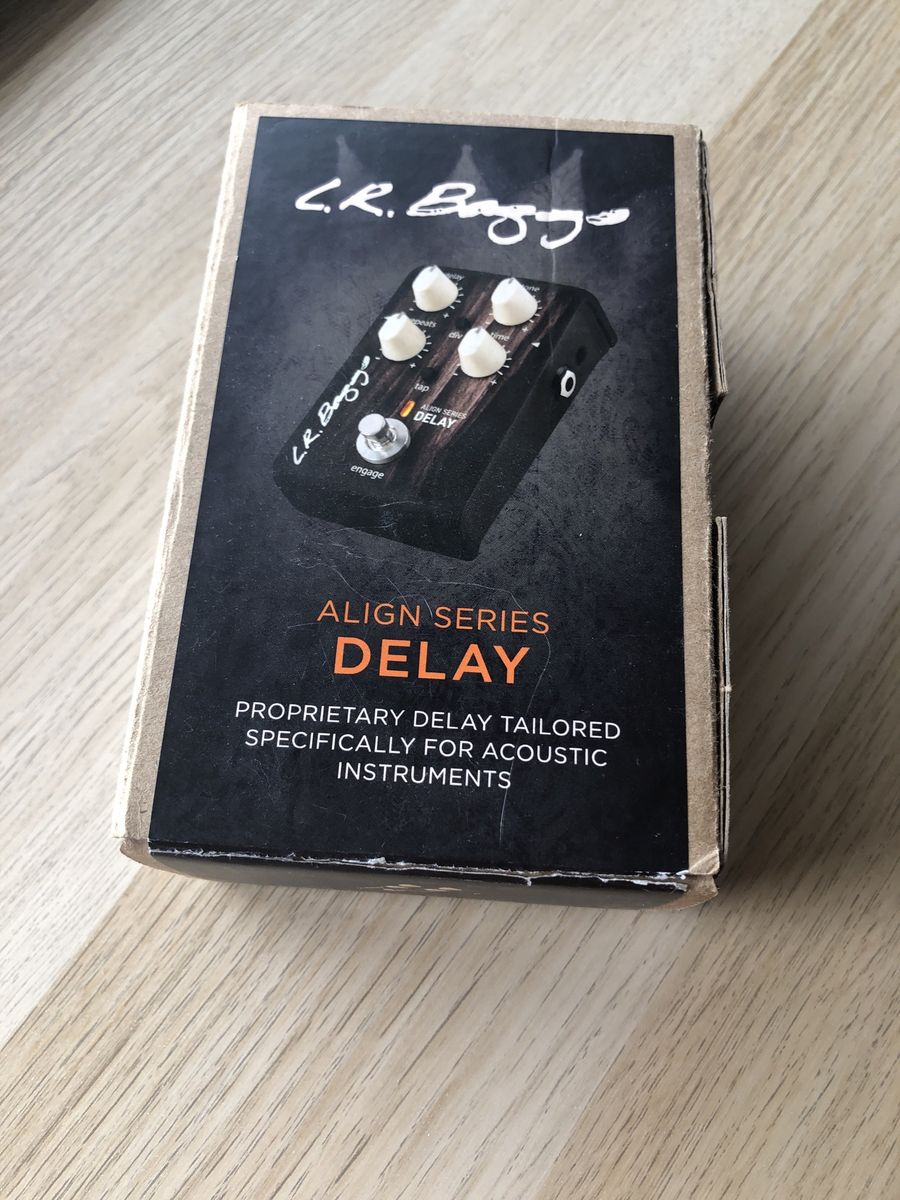 L.R. Baggs
delay
tone
repeats
div
time
tap
L.R. Baggs
ALIGN SERIES
DELAY
engage
ALIGN SERIES
DELAY
PROPRIETARY DELAY TAILORED
SPECIFICALLY FOR ACOUSTIC
INSTRUMENTS